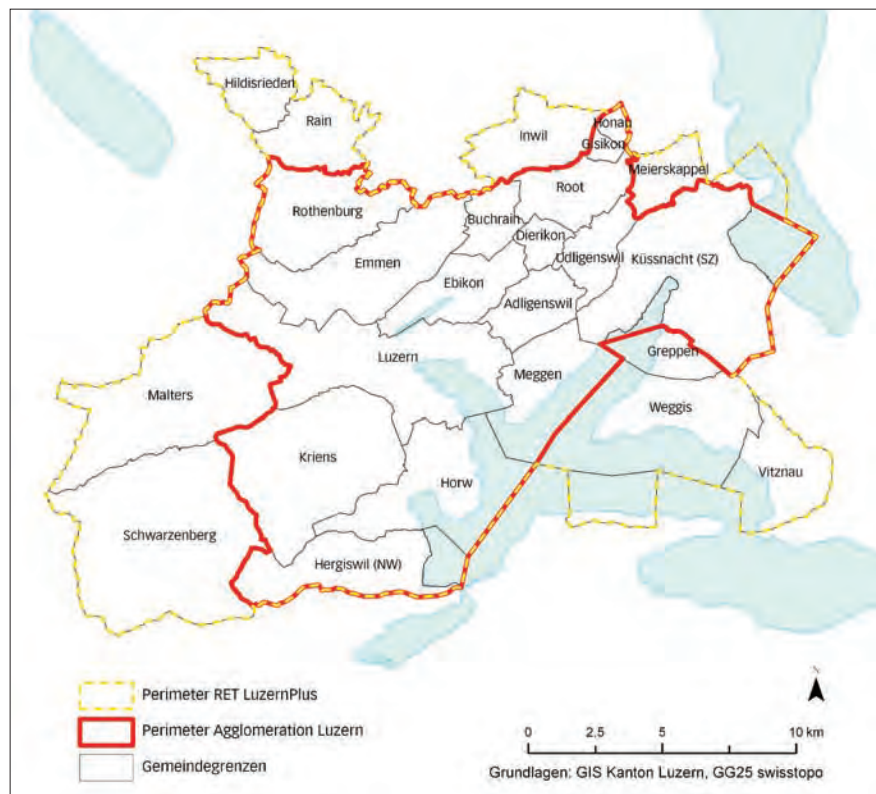 Hildisrieden
Rain
Inwil
Honau
Gisikon
Meierskappel
Root
Rothenburg
Buchrain
Dierikon
Udligenswil
Küssnacht (SZ)
Emmen
Ebikon
Adligenswil
Luzern
Greppen
Meggen
Malters
Weggis
Kriens
Vitznau
Horw
Schwarzenberg
Hergiswil (NW)
Perimeter RET LuzernPlus
Perimeter Agglomeration Luzern
Gemeindegrenzen
N
0 2.5 5 10 km
Grundlagen: GIS Kanton Luzern, GG25 swisstopo